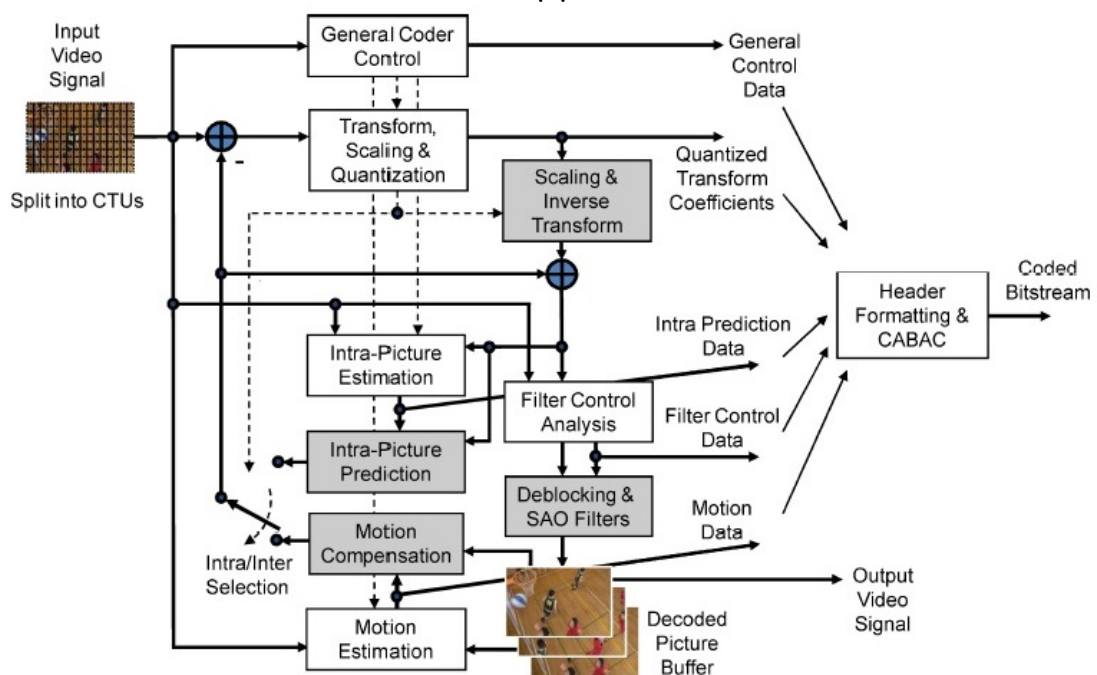 Input
Video
Signal
Split into CTUs
General Coder
Control
General
Control
Data
Transform,
Scaling &
Quantization
-
Quantized
Transform
Coefficients
Scaling &
Inverse
Transform
Header
Formatting &
CABAC
Coded
Bitstream
Intra-Picture
Estimation
Intra Prediction
Data
Filter Control
Analysis
Filter Control
Data
Intra-Picture
Prediction
Deblocking &
SAO Filters
Motion
Data
Motion
Compensation
Intra/Inter
Selection
Motion
Estimation
Decoded
Picture
Buffer
Output
Video
Signal